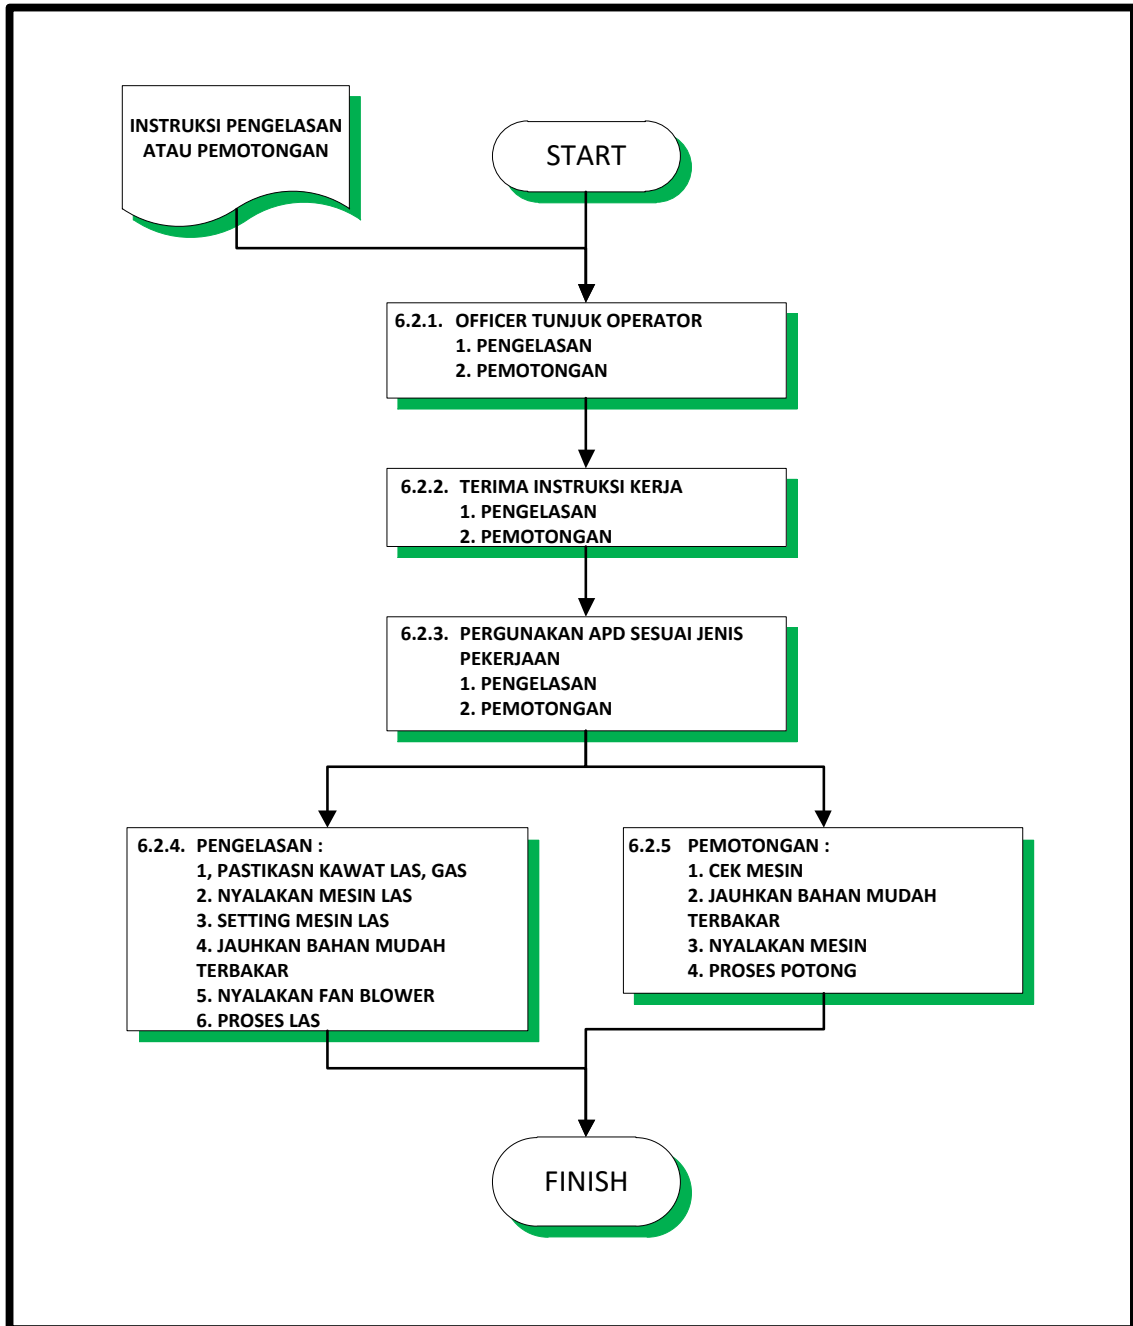 INSTRUKSI PENGELASAN
ATAU PEMOTONGAN
START
6.2.1. OFFICER TUNJUK OPERATOR
1. PENGELASAN
2. PEMOTONGAN
6.2.2. TERIMA INSTRUKSI KERJA
1. PENGELASAN
2. PEMOTONGAN
6.2.3. PERGUNAKAN APD SESUAI JENIS
PEKERJAAN
1. PENGELASAN
2. PEMOTONGAN
6.2.4. PENGELASAN :
1, PASTIKASN KAWAT LAS, GAS
2. NYALAKAN MESIN LAS
3. SETTING MESIN LAS
4. JAUHKAN BAHAN MUDAH
TERBAKAR
5. NYALAKAN FAN BLOWER
6. PROSES LAS
6.2.5 PEMOTONGAN :
1. CEK MESIN
2. JAUHKAN BAHAN MUDAH
TERBAKAR
3. NYALAKAN MESIN
4. PROSES POTONG
FINISH